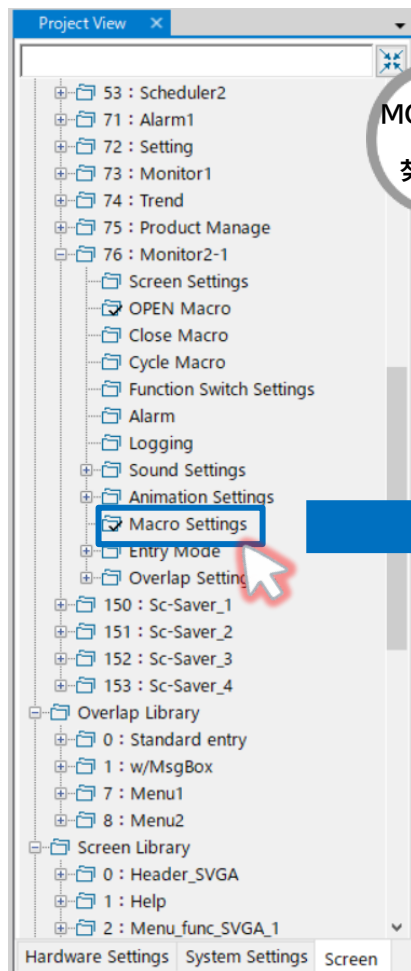 Project View
53 : Scheduler2
71 : Alarm1
MO
72 : Setting
73 : Monitor1
74 : Trend
75 : Product Manage
76 : Monitor2-1
Screen Settings
OPEN Macro
Close Macro
Cycle Macro
Function Switch Settings
Alarm
Logging
Sound Settings
Animation Settings
Macro Settings
Entry Mode
Overlap Setting
150 : Sc-Saver_1
151 : Sc-Saver_2
152 : Sc-Saver_3
153 : Sc-Saver_4
Overlap Library
0 : Standard entry
1 : w/MsgBox
7 : Menu1
8 : Menu2
Screen Library
0 : Header_SVGA
1 : Help
2 : Menu_func_SVGA_1
Hardware Settings System Settings Screen